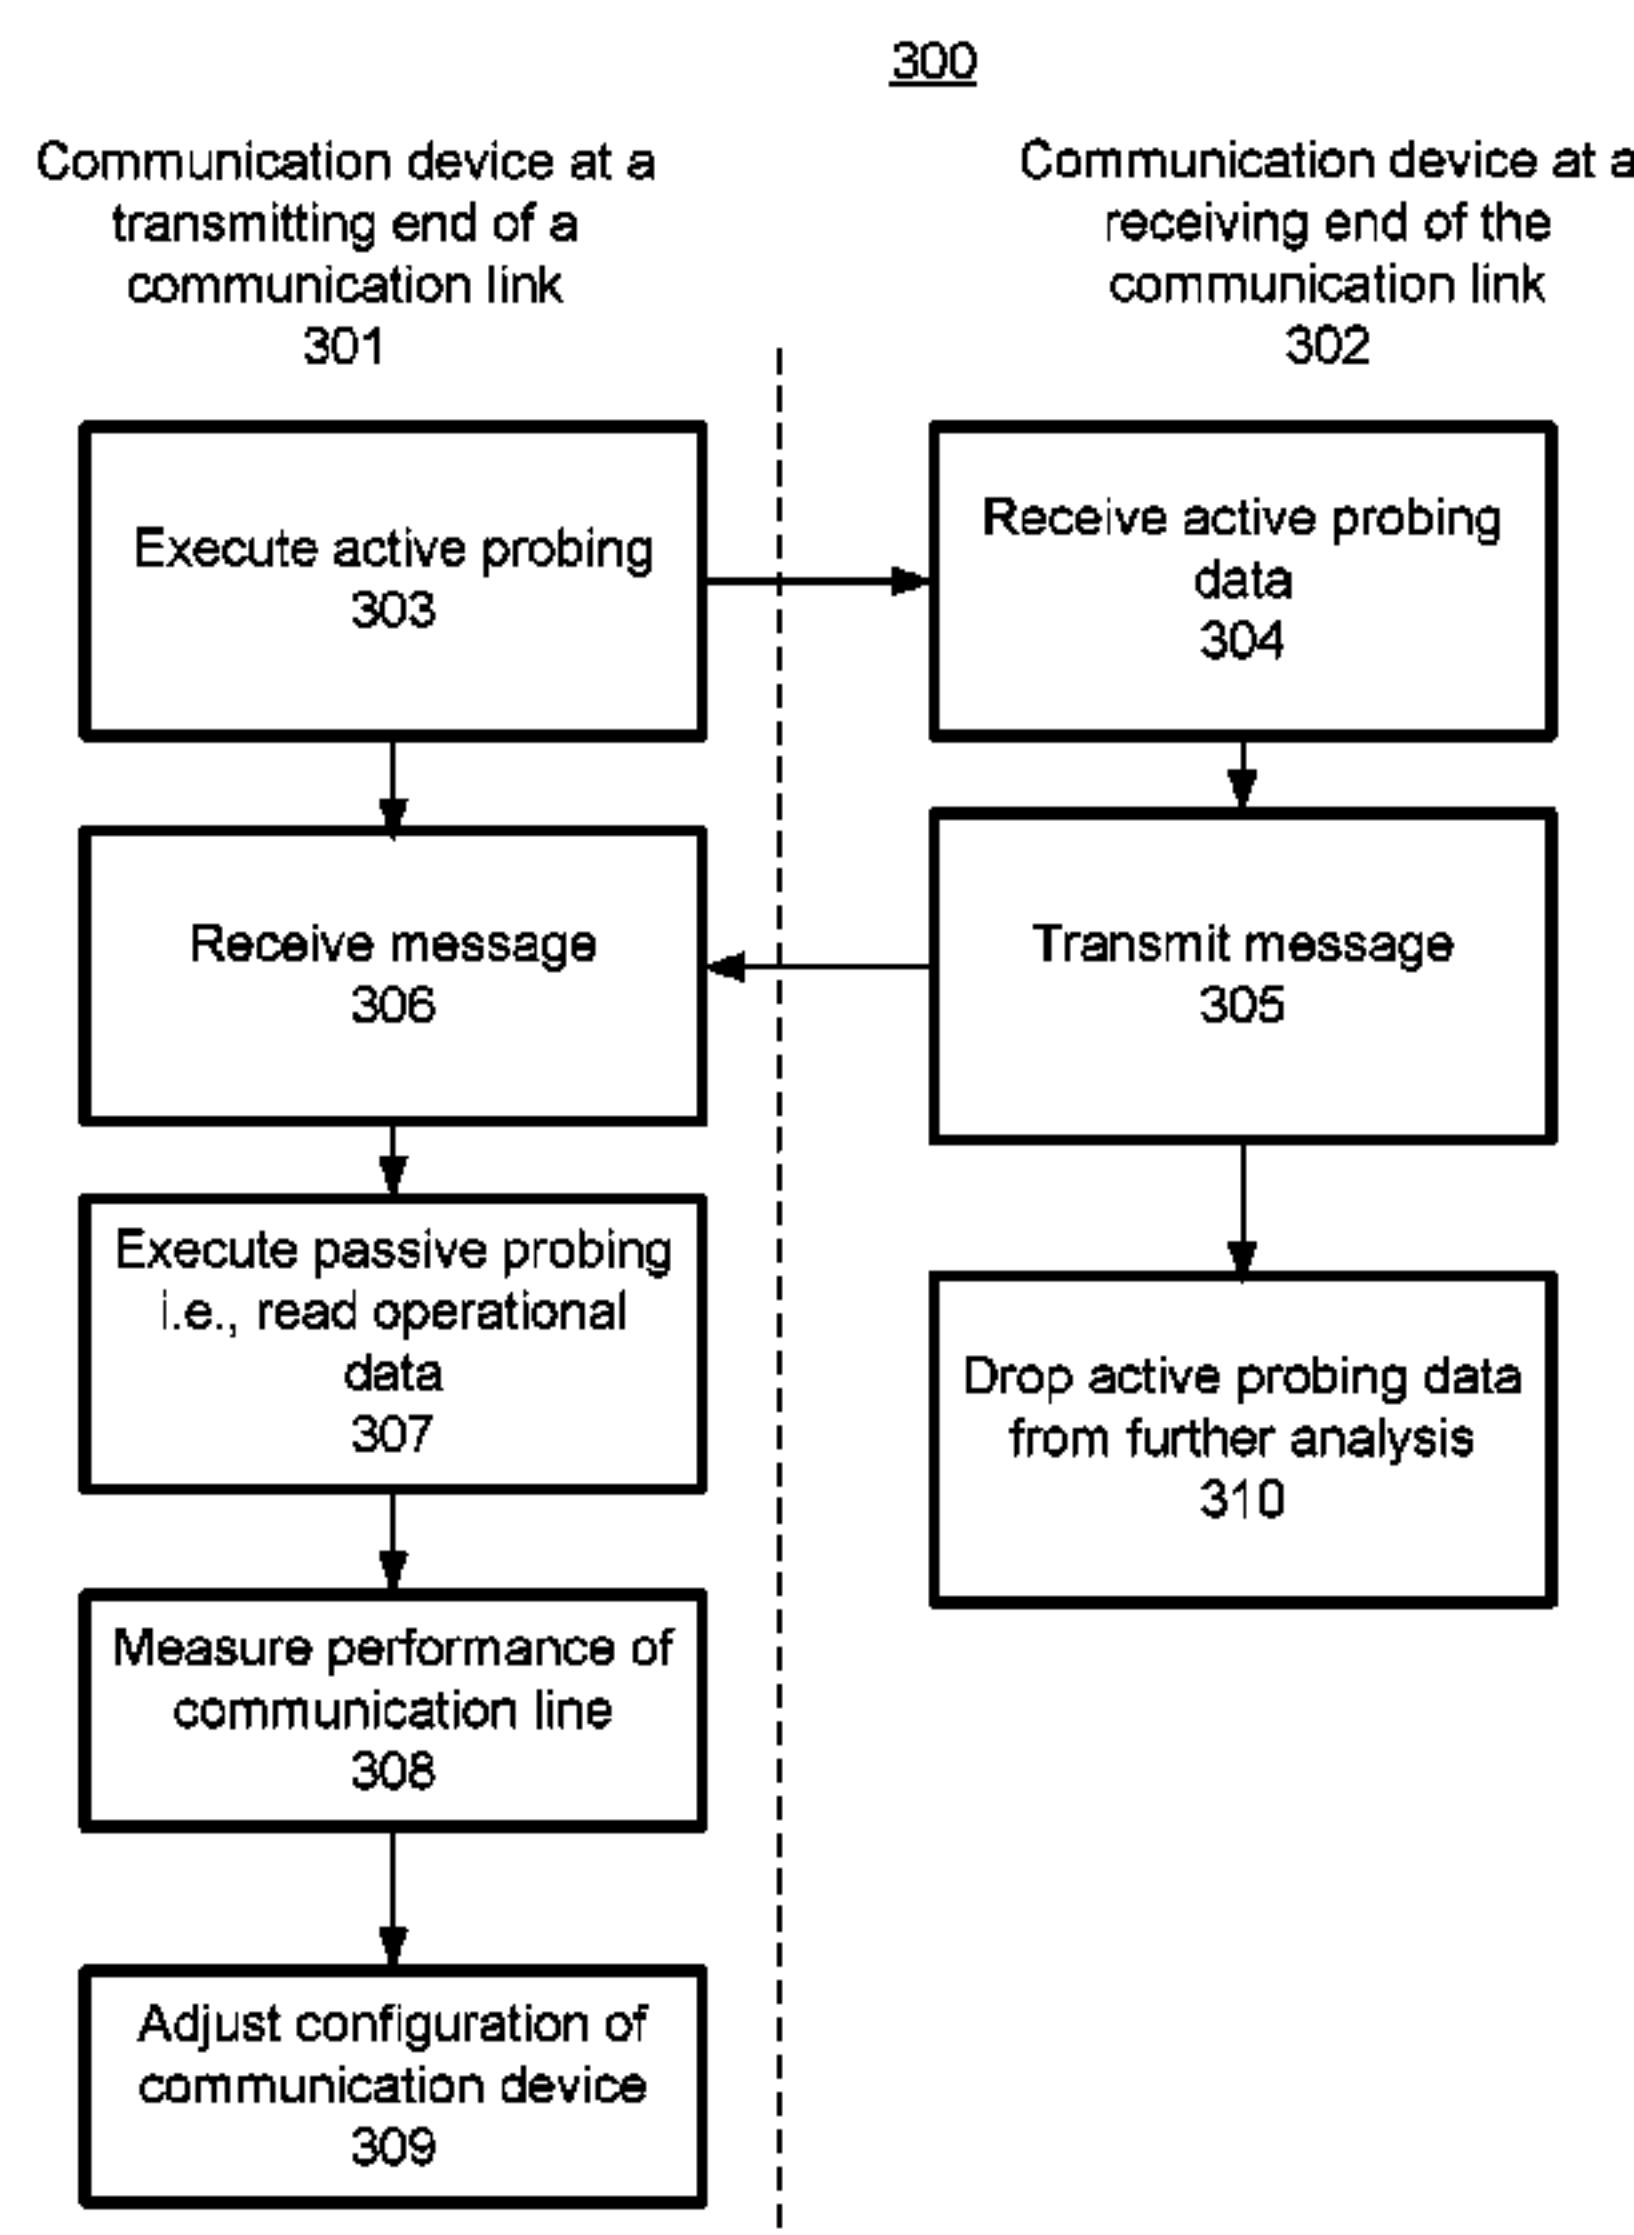 300
Communication device at a
transmitting end of a
communication link
301
Communication device at a
receiving end of the
communication link
302
Execute active probing
303
Receive active probing
data
304
Receive message
306
Transmit message
305
Execute passive probing
i.e., read operational
data
307
Drop active probing data
from further analysis
310
Measure performance of
communication line
308
Adjust configuration of
communication device
309